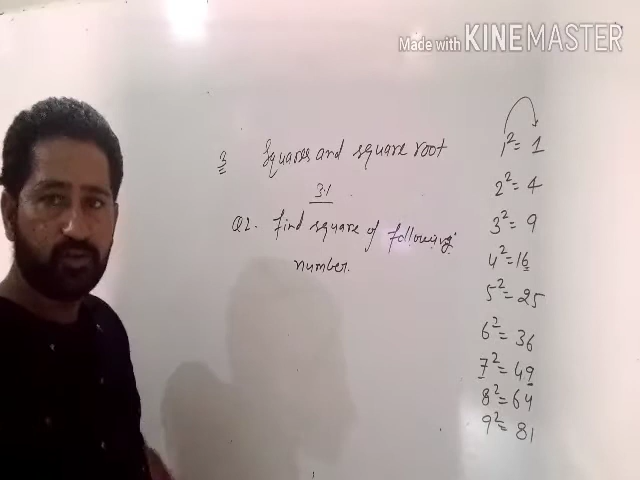 Made with KINEMASTER
3 Squares and square root
3.1
Q2. find square of following
number.
1² = 1
2² = 4
3² = 9
4² = 16
5² = 25
6² = 36
7² = 49
8² = 64
9² = 81